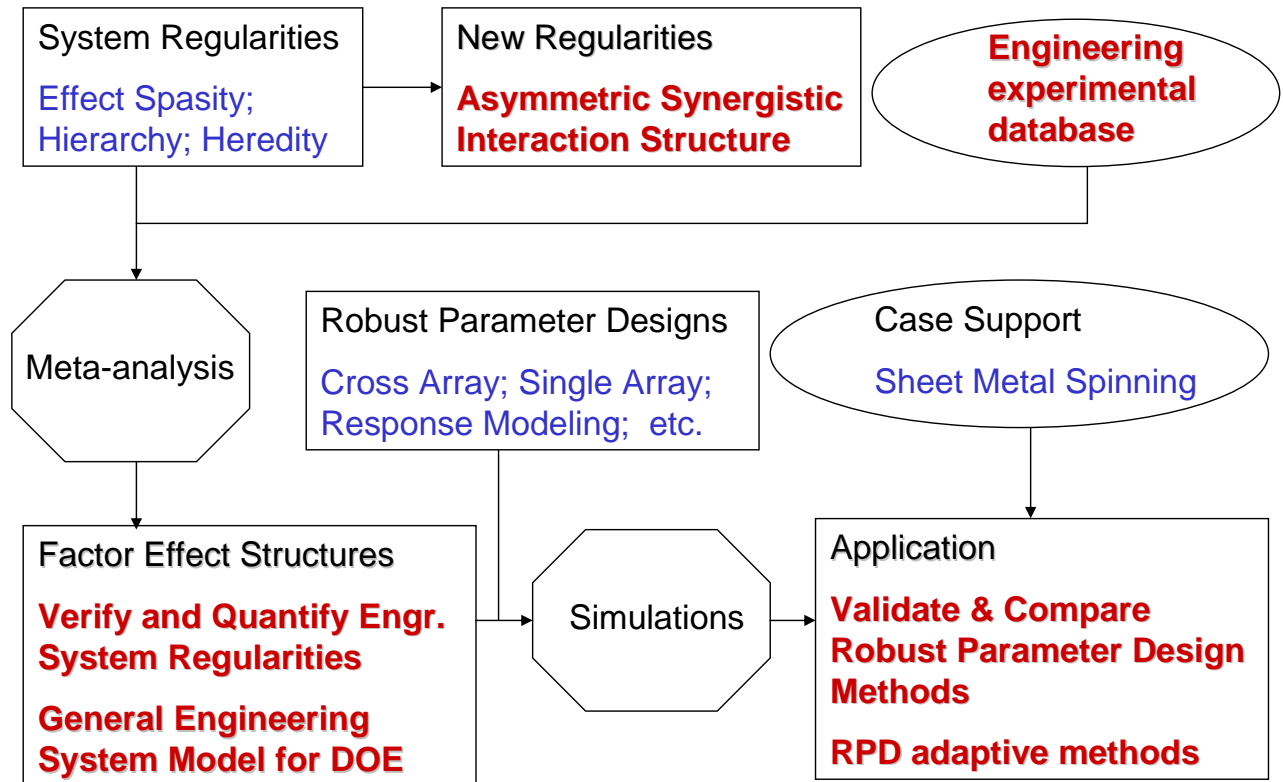 System Regularities
Effect Spasity;
Hierarchy; Heredity
New Regularities
Asymmetric Synergistic
Interaction Structure
Engineering
experimental
database
Meta-analysis
Robust Parameter Designs
Cross Array; Single Array;
Response Modeling; etc.
Case Support
Sheet Metal Spinning
Factor Effect Structures
Verify and Quantify Engr.
System Regularities
General Engineering
System Model for DOE
Simulations
Application
Validate & Compare
Robust Parameter Design
Methods
RPD adaptive methods